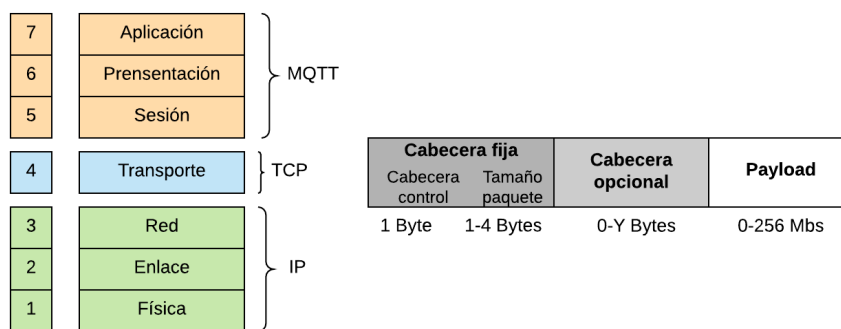 7 Aplicación
6 Prensentación
5 Sesión
MQTT
4 Transporte
TCP
3 Red
2 Enlace
1 Física
IP
Cabecera fija
Cabecera control
Tamaño paquete
Cabecera opcional
Payload
1 Byte
1-4 Bytes
0-Y Bytes
0-256 Mbs